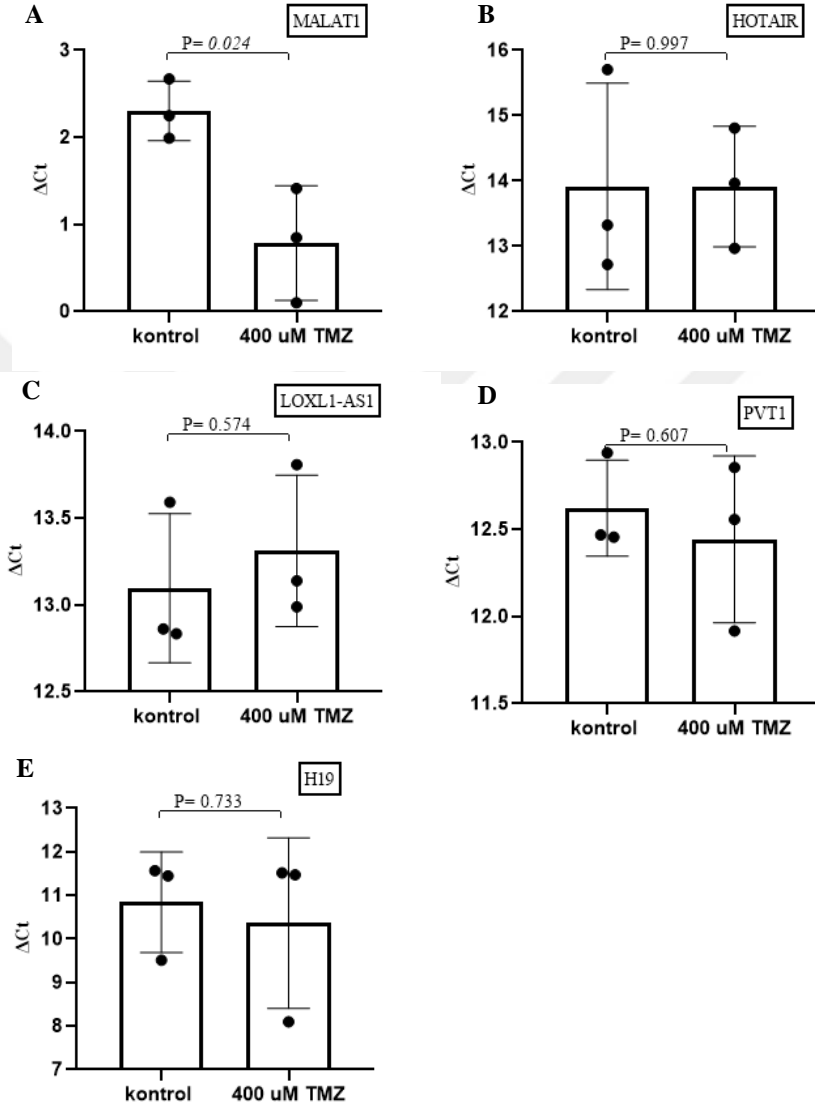 A
MALAT1
P= 0.024
3
2
1
0
ΔCt
kontrol
400 uM TMZ
B
HOTAIR
P= 0.997
16
15
14
13
12
ΔCt
kontrol
400 uM TMZ
C
LOXL1-AS1
P= 0.574
14.0
13.5
13.0
12.5
ΔCt
kontrol
400 uM TMZ
D
PVT1
P= 0.607
13.0
12.5
12.0
11.5
ΔCt
kontrol
400 uM TMZ
E
H19
P= 0.733
13
12
11
10
9
8
7
ΔCt
kontrol
400 uM TMZ